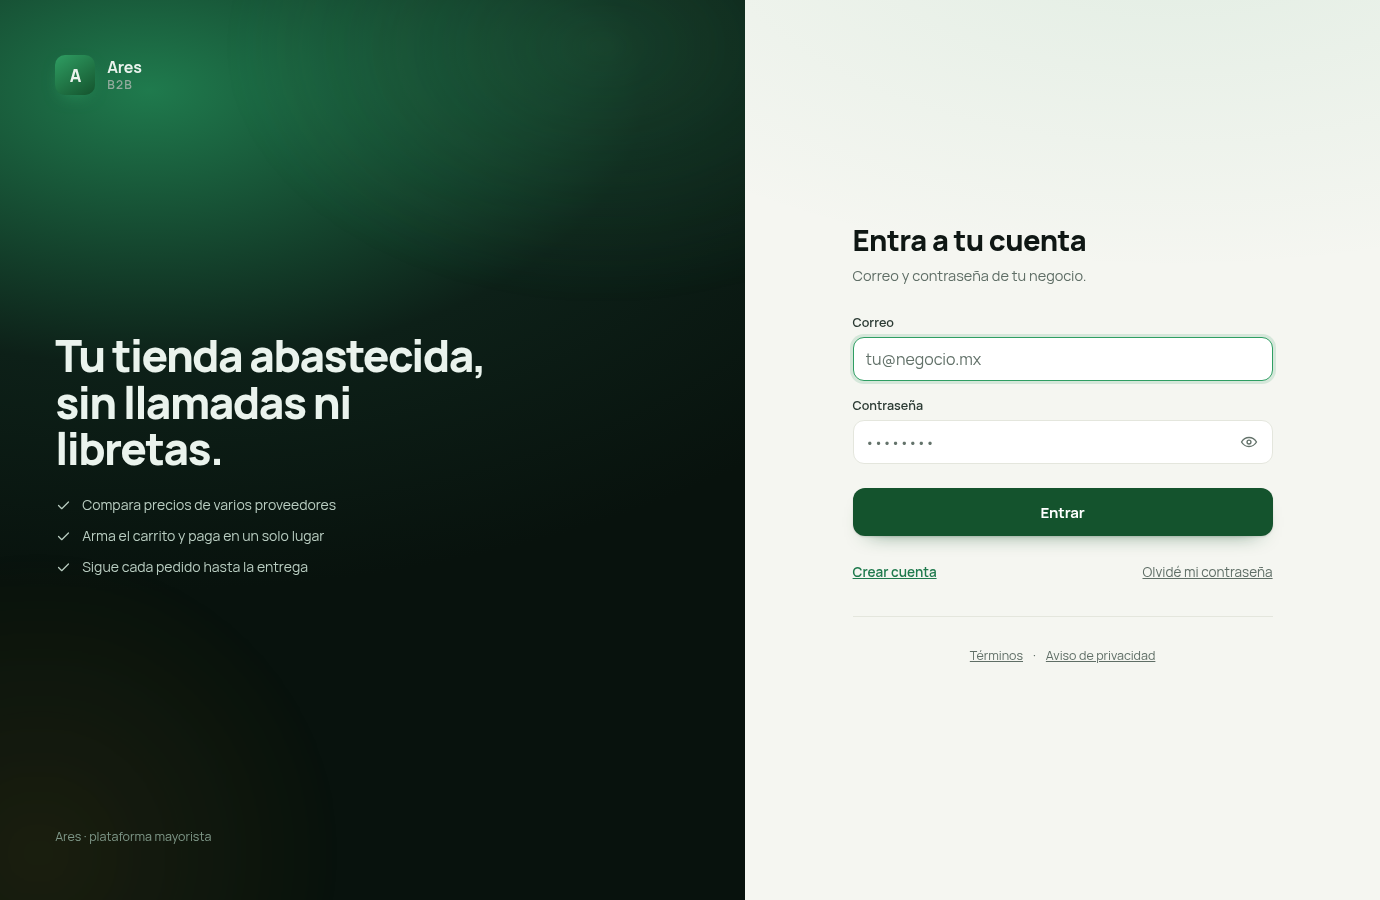 A
Ares
B2B
Tu tienda abastecida,
sin llamadas ni
libretas.
Compara precios de varios proveedores
Arma el carrito y paga en un solo lugar
Sigue cada pedido hasta la entrega
Ares · plataforma mayorista
Entra a tu cuenta
Correo y contraseña de tu negocio.
Correo
tu@negocio.mx
Contraseña
••••••••
Entrar
Crear cuenta
Olvidé mi contraseña
Términos · Aviso de privacidad